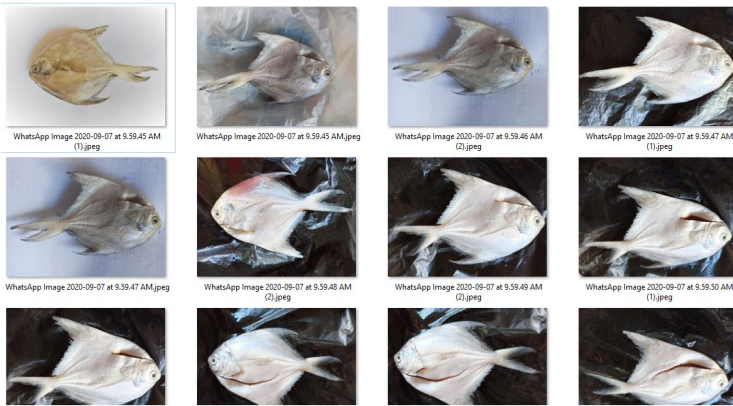 WhatsApp Image 2020-09-07 at 9.59.45 AM
(1).jpeg
WhatsApp Image 2020-09-07 at 9.59.45 AM.jpeg
WhatsApp Image 2020-09-07 at 9.59.46 AM
(2).jpeg
WhatsApp Image 2020-09-07 at 9.59.47 AM
(1).jpeg
WhatsApp Image 2020-09-07 at 9.59.47 AM.jpeg
WhatsApp Image 2020-09-07 at 9.59.48 AM
(2).jpeg
WhatsApp Image 2020-09-07 at 9.59.49 AM
(2).jpeg
WhatsApp Image 2020-09-07 at 9.59.50 AM
(1).jpeg